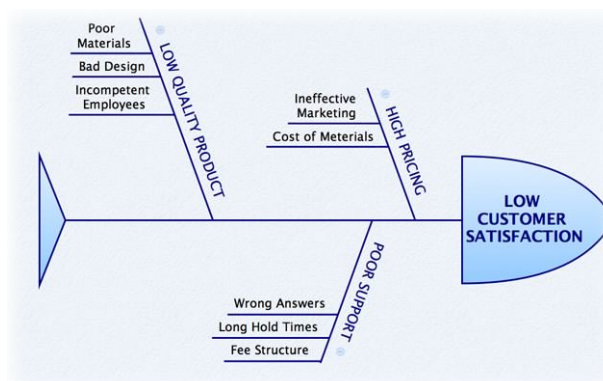 Poor
Materials
Bad Design
Incompetent
Employees
LOW QUALITY PRODUCT
Ineffective
Marketing
Cost of Meterials
HIGH PRICING
LOW
CUSTOMER
SATISFACTION
POOR SUPPORT
Wrong Answers
Long Hold Times
Fee Structure